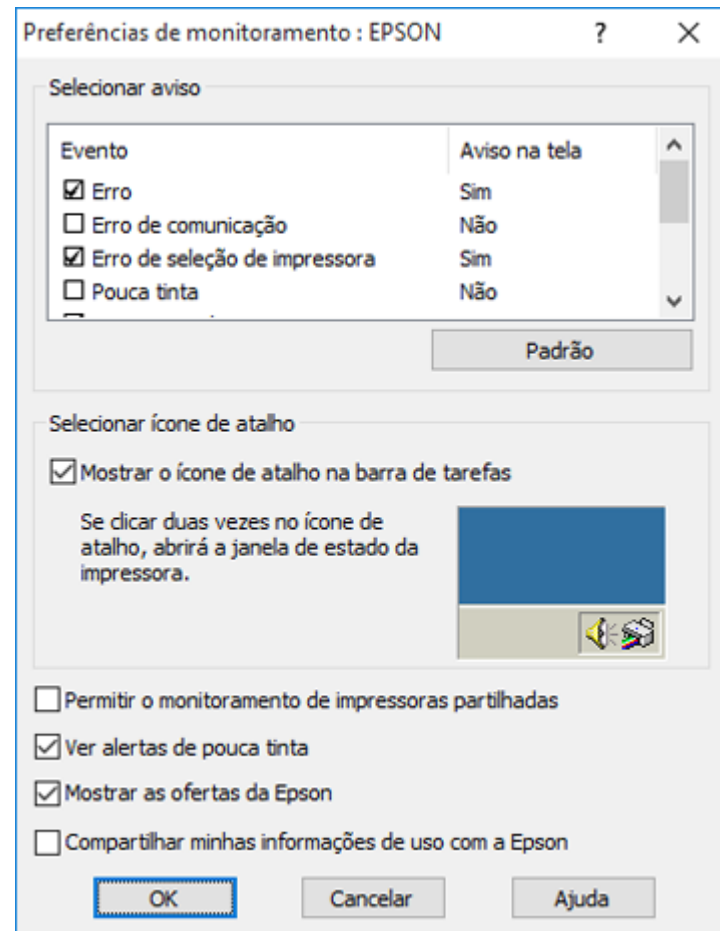 Preferências de monitoramento : EPSON
Selecionar aviso
Evento Aviso na tela
Erro Sim
Erro de comunicação Não
Erro de seleção de impressora Sim
Pouca tinta Não
Padrão
Selecionar ícone de atalho
Mostrar o ícone de atalho na barra de tarefas
Se clicar duas vezes no ícone de
atalho, abrirá a janela de estado da
impressora.
Permitir o monitoramento de impressoras partilhadas
Ver alertas de pouca tinta
Mostrar as ofertas da Epson
Compartilhar minhas informações de uso com a Epson
OK Cancelar Ajuda